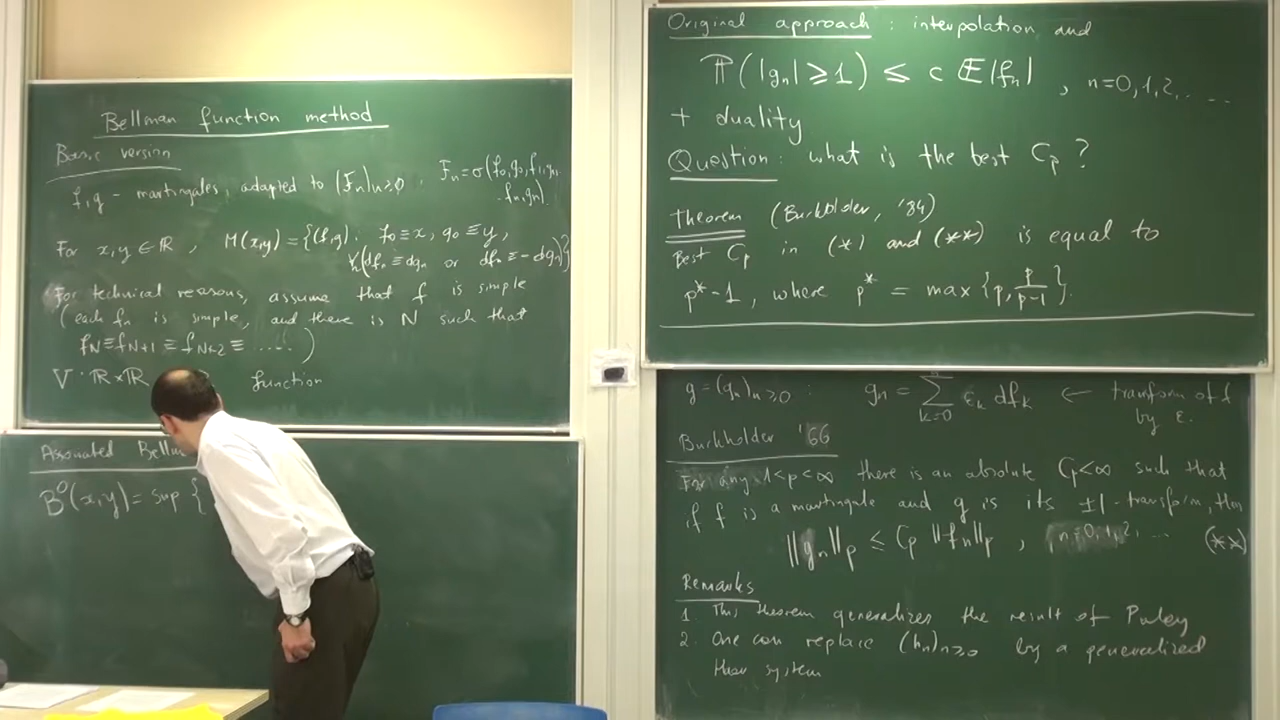 Bellman function method
Basic version
f, g - martingales, adapted to (Fn)n≥0, Fn=σ(f0,g0,f1,g1,
.. fn,gn).
For x,y ∈ ℝ, M(x,y) = {(f,g): f0≡x, g0≡y,
∀n (dfn≡dgn or dfn≡-dgn)}
For technical reasons, assume that f is simple
(each fn is simple, and there is N such that
fN≡fN+1≡fN+2≡.....)
V: ℝ×ℝ function
Associated Bellm
B⁰(x,y) = sup {
Original approach: interpolation and
ℙ(|gn|≥1) ≤ c 𝔼|fn|, n=0,1,2,....
+ duality
Question: what is the best Cp?
Theorem (Burkholder, '84)
Best Cp in (*) and (**) is equal to
p*-1, where p* = max{p, p/(p-1)}.
g=(gn)n≥0: gn = ∑k=0 εk dfk ← transform of f
by ε.
Burkholder '66
For any 1<p<∞ there is an absolute Cp<∞ such that
if f is a martingale and g is its ±1-transform, then
||gn||p ≤ Cp ||fn||p, n=0,1,2,... (**)
Remarks
1. This theorem generalizes the result of Paley
2. One can replace (hn)n≥0 by a generalized
Haar system